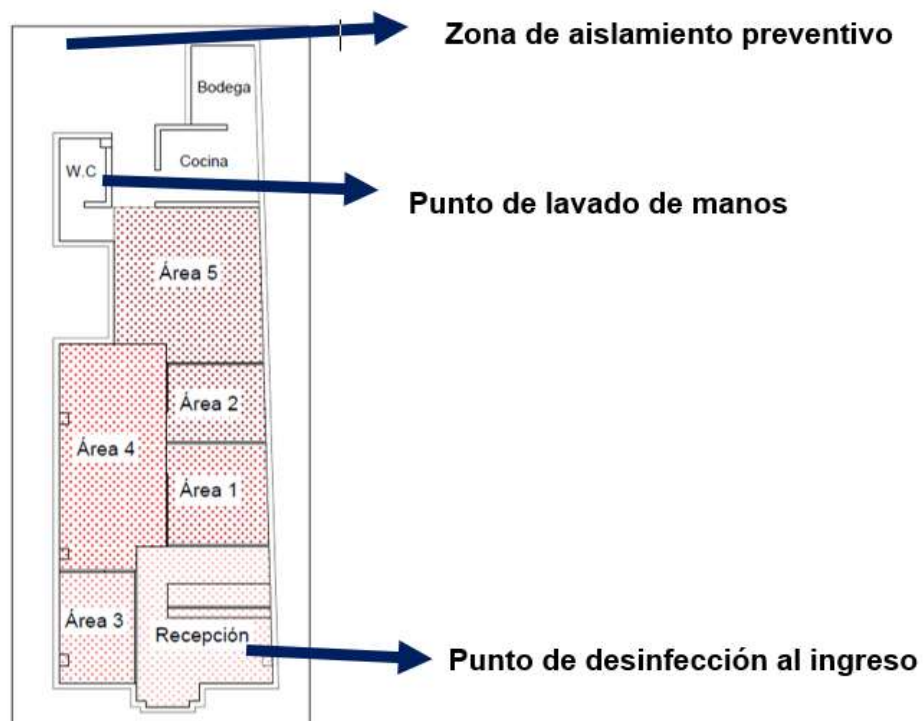 Zona de aislamiento preventivo
Bodega
Cocina
W.C
Punto de lavado de manos
Área 5
Área 2
Área 4
Área 1
Área 3
Recepción
Punto de desinfección al ingreso